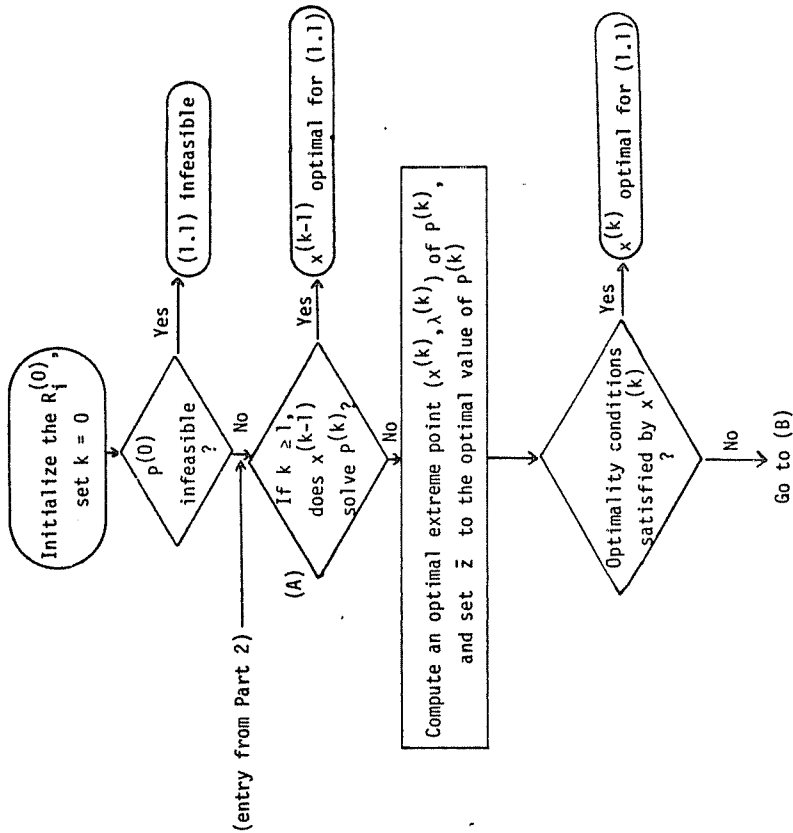 Initialize the R_i^(0),
set k = 0
P^(0)
infeasible
?
Yes
(1.1) infeasible
No
(entry from Part 2)
(A)
If k ≥ 1,
does x^(k-1)
solve P^(k)?
Yes
x^(k-1) optimal for (1.1)
No
Compute an optimal extreme point (x^(k),λ^(k)) of P^(k),
and set z̄ to the optimal value of P^(k)
Optimality conditions
satisfied by x^(k)
?
Yes
x^(k) optimal for (1.1)
No
Go to (B)